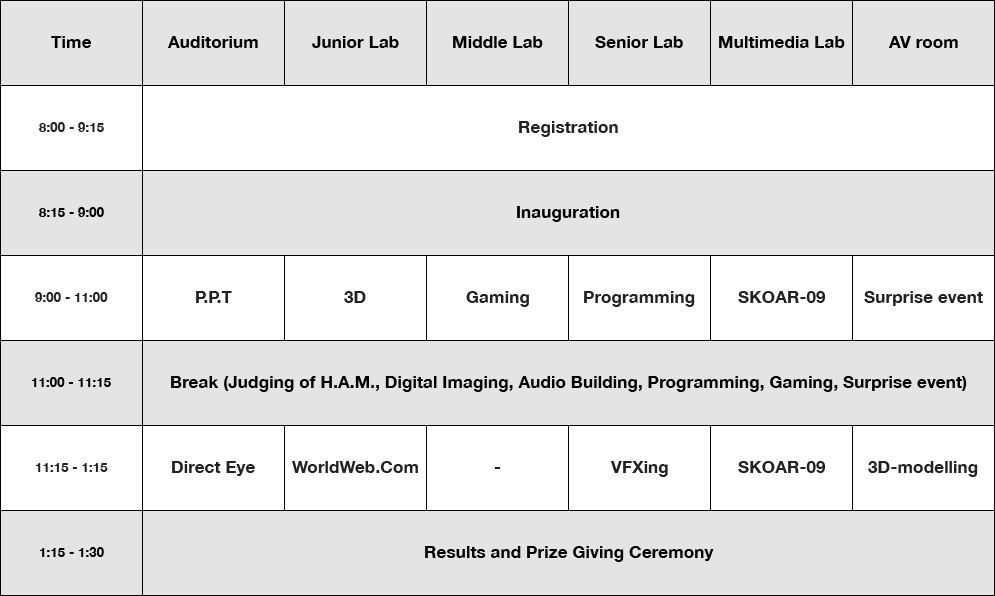 Time Auditorium Junior Lab Middle Lab Senior Lab Multimedia Lab AV room
8:00 - 9:15 Registration
8:15 - 9:00 Inauguration
9:00 - 11:00 P.P.T 3D Gaming Programming SKOAR-09 Surprise event
11:00 - 11:15 Break (Judging of H.A.M., Digital Imaging, Audio Building, Programming, Gaming, Surprise event)
11:15 - 1:15 Direct Eye WorldWeb.Com - VFXing SKOAR-09 3D-modelling
1:15 - 1:30 Results and Prize Giving Ceremony